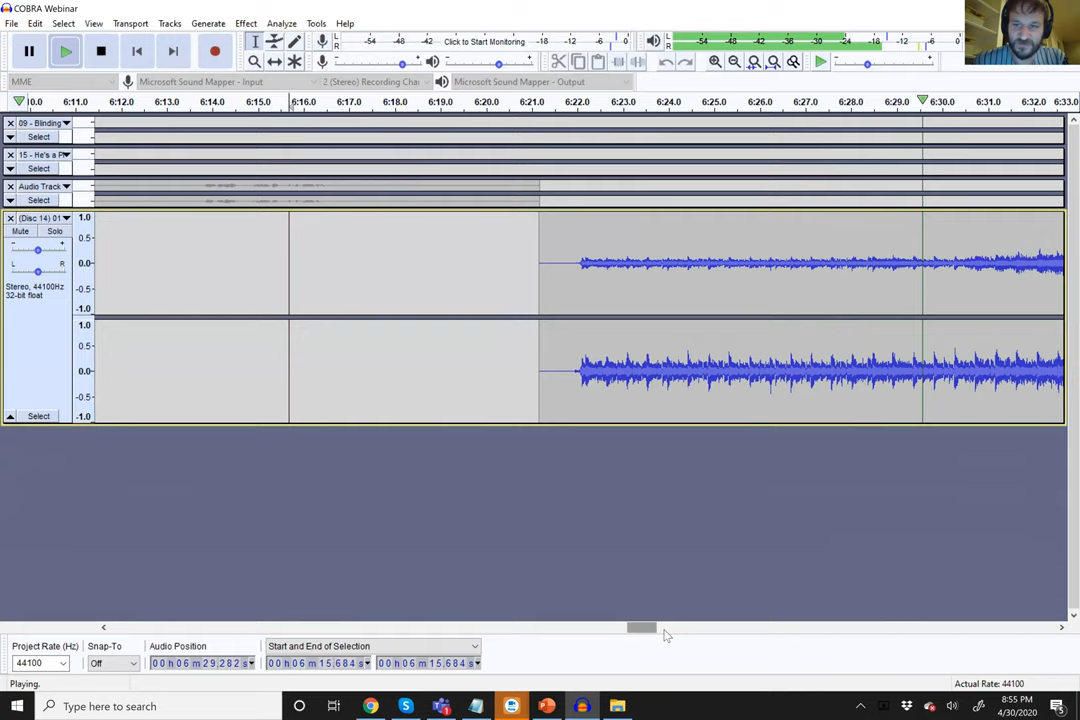 COBRA Webinar
File Edit Select View Transport Tracks Generate Effect Analyze Tools Help
L R -54 -48 -42 Click to Start Monitoring -18 -12 -6 0
L R -54 -48 -42 -36 -30 -24 -18 -12 -6 0
MME Microsoft Sound Mapper - Input 2 (Stereo) Recording Chan Microsoft Sound Mapper - Output
0.0 6:11.0 6:12.0 6:13.0 6:14.0 6:15.0 6:16.0 6:17.0 6:18.0 6:19.0 6:20.0 6:21.0 6:22.0 6:23.0 6:24.0 6:25.0 6:26.0 6:27.0 6:28.0 6:29.0 6:30.0 6:31.0 6:32.0 6:33.0
09 - Blinding
Select
15 - He's a P
Select
Audio Track
Select
(Disc 14) 01
Mute Solo
- +
L R
Stereo, 44100Hz
32-bit float
Select
1.0
0.5
0.0
-0.5
-1.0
1.0
0.5
0.0
-0.5
-1.0
Project Rate (Hz) Snap-To Audio Position Start and End of Selection
44100 Off 00 h 06 m 29.282 s 00 h 06 m 15.684 s 00 h 06 m 15.684 s
Playing. Actual Rate: 44100
Type here to search
8:55 PM
4/30/2020